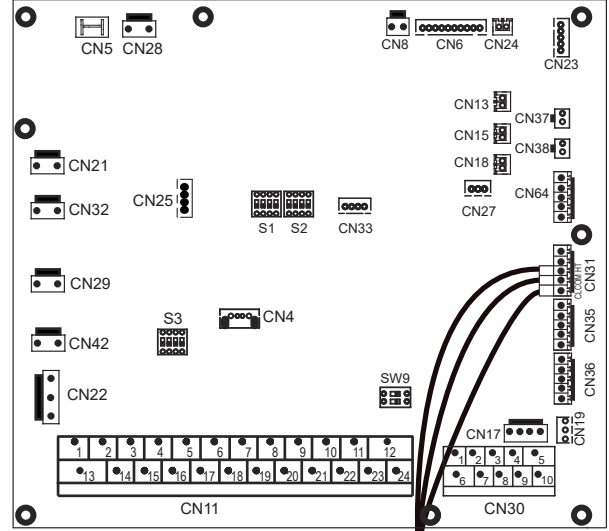 CN5
CN28
CN8
CN6
CN24
CN23
CN13
CN37
CN15
CN38
CN21
CN18
CN32
CN25
CN27
CN64
S1
S2
CN33
CN29
CN31
CL COM HT
S3
CN4
CN35
CN42
CN22
SW9
CN36
CN17
CN19
1 2 3 4 5 6 7 8 9 10 11 12
13 14 15 16 17 18 19 20 21 22 23 24
CN11
1 2 3 4 5
6 7 8 9 10
CN30